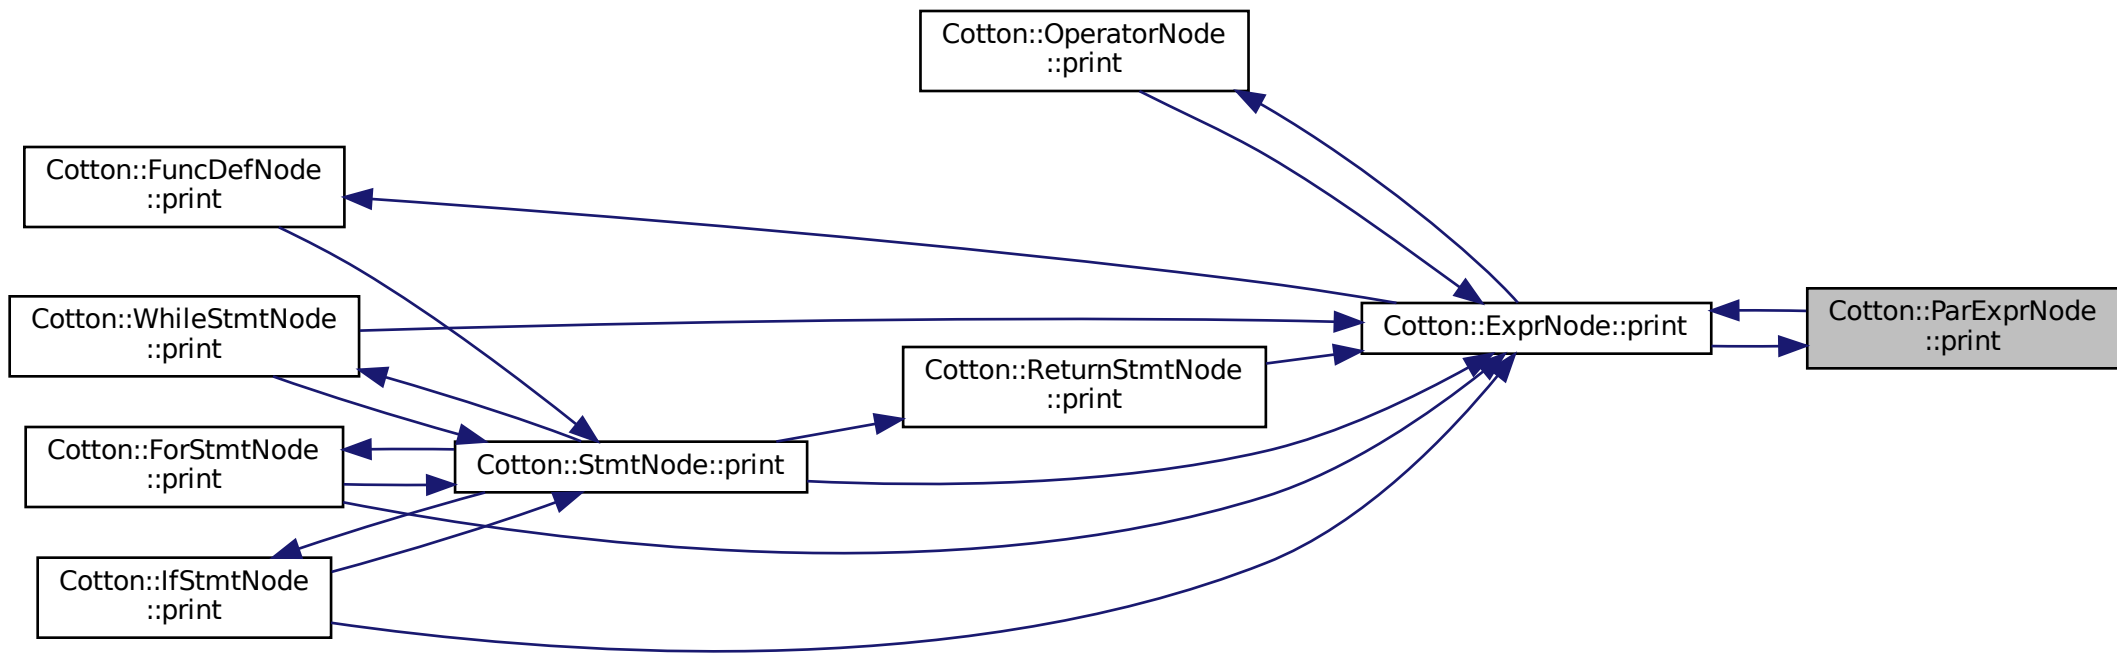 Cotton::OperatorNode
::print
Cotton::FuncDefNode
::print
Cotton::WhileStmtNode
::print
Cotton::ExprNode::print
Cotton::ParExprNode
::print
Cotton::ReturnStmtNode
::print
Cotton::ForStmtNode
::print
Cotton::StmtNode::print
Cotton::IfStmtNode
::print